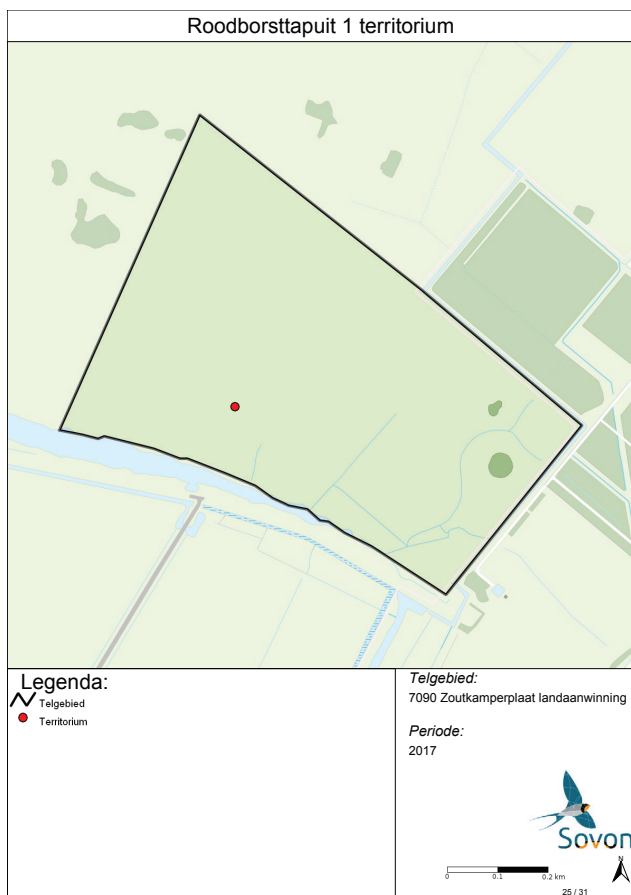 Roodborsttapuit 1 territorium
Legenda:
Telgebied
Territorium
Telgebied:
7090 Zoutkamperplaat landaanwinning
Periode:
2017
Sovon
N
0 0.1 0.2 km
25 / 31